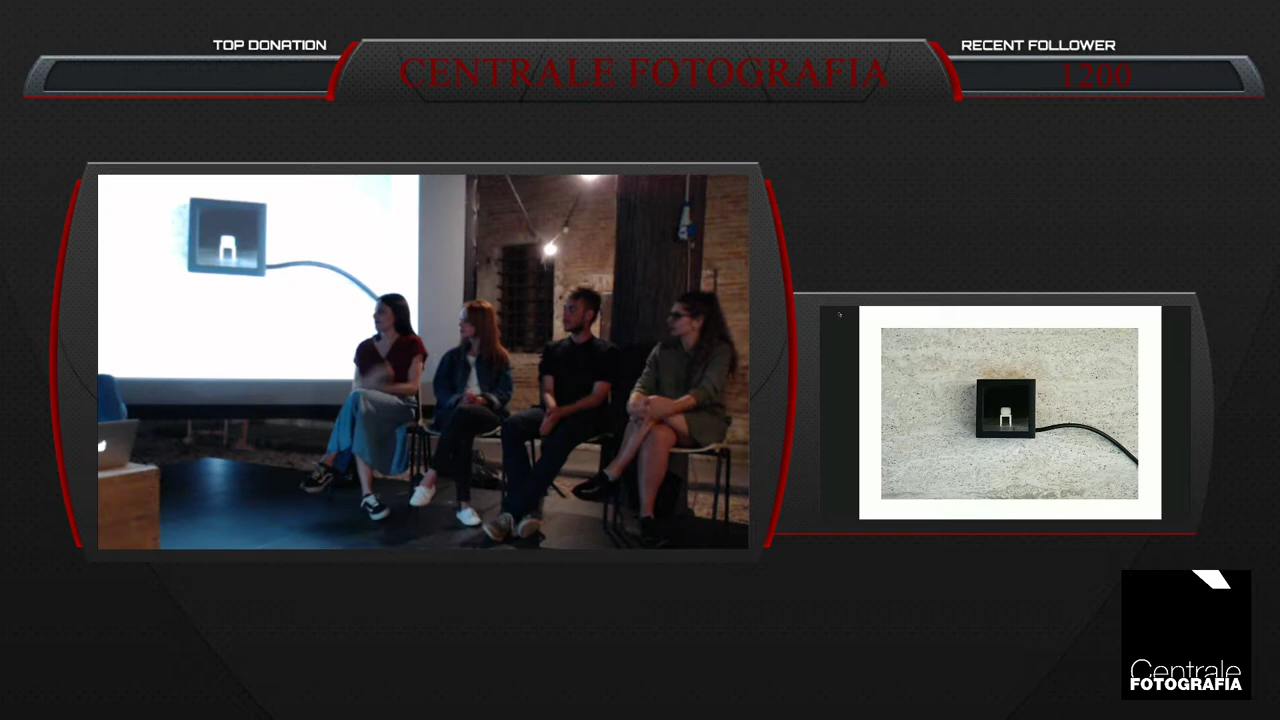 TOP DONATION
CENTRALE FOTOGRAFIA
RECENT FOLLOWER
1200
Centrale
FOTOGRAFIA